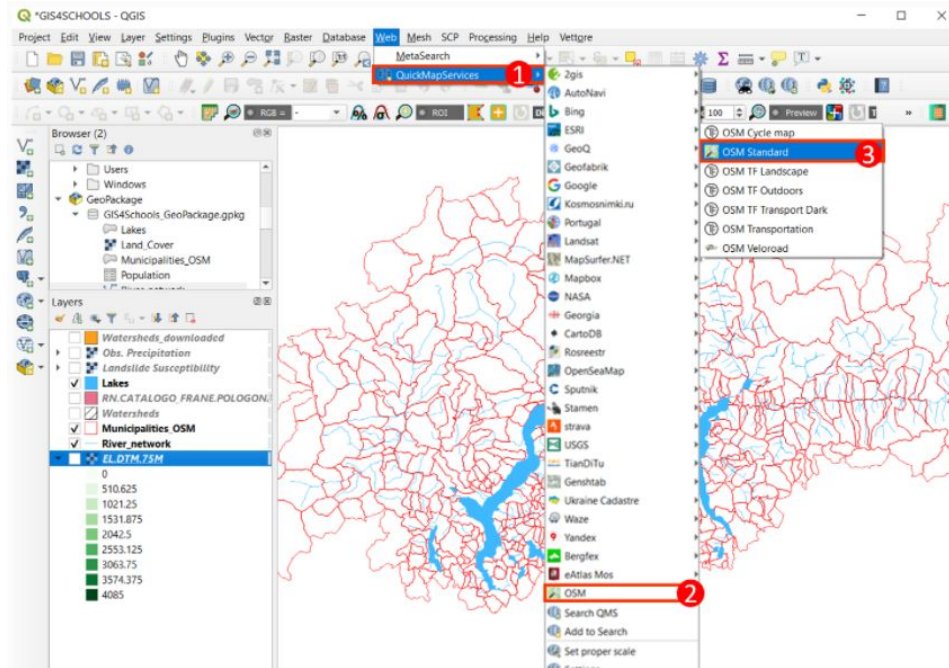 *GIS4SCHOOLS - QGIS
Project Edit View Layer Settings Plugins Vector Raster Database Web Mesh SCP Processing Help Vettore
MetaSearch
QuickMapServices
1
RGB =
ROI
100
Preview
Browser (2)
Users
Windows
GeoPackage
GIS4Schools_GeoPackage.gpkg
Lakes
Land_Cover
Municipalities_OSM
Population
River_network
Layers
Watersheds_downloaded
Obs. Precipitation
Landslide Susceptibility
Lakes
RN.CATALOGO_FRANE.POLOGON
Watersheds
Municipalities_OSM
River_network
EL.DTM.75M
0
510.625
1021.25
1531.875
2042.5
2553.125
3063.75
3574.375
4085
2gis
AutoNavi
Bing
ESRI
GeoQ
Geofabrik
Google
Kosmosnimki.ru
Portugal
Landsat
MapSurfer.NET
Mapbox
NASA
Georgia
CartoDB
Rosreestr
OpenSeaMap
Sputnik
Stamen
strava
USGS
TianDiTu
Genshtab
Ukraine Cadastre
Waze
Yandex
Bergfex
eAtlas Mos
OSM
2
Search QMS
Add to Search
Set proper scale
Settings
OSM Cycle map
OSM Standard
3
OSM TF Landscape
OSM TF Outdoors
OSM TF Transport Dark
OSM Transportation
OSM Veloroad